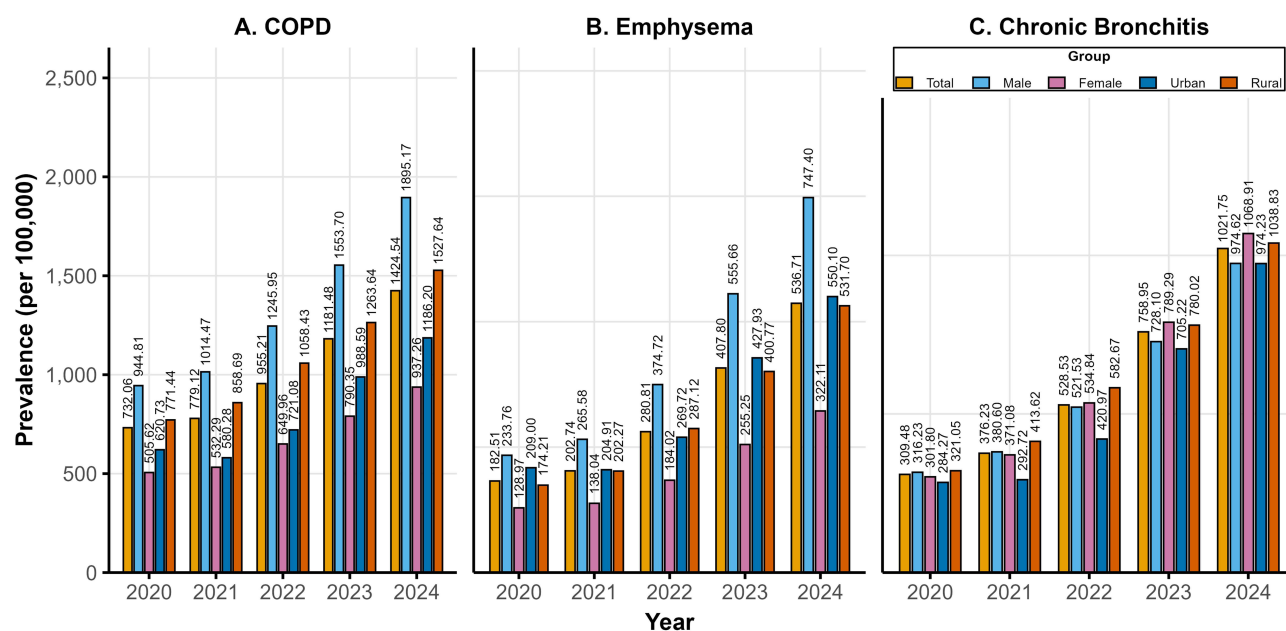 A. COPD
B. Emphysema
C. Chronic Bronchitis
Group
Total Male Female Urban Rural
Prevalence (per 100,000)
2,500
2,000
1,500
1,000
500
0
732.06 944.81 505.62 620.73 771.44
779.12 1014.47 532.29 580.28 858.69
955.21 1245.95 649.96 721.08 1058.43
1181.48 1553.70 790.35 988.59 1263.64
1424.54 1895.17 937.26 1186.20 1527.64
182.51 233.76 128.97 209.00 174.21
202.74 265.58 138.04 204.91 202.27
280.81 374.72 184.02 269.72 287.12
407.80 555.66 255.25 427.93 400.77
536.71 747.40 322.11 550.10 531.70
309.48 316.23 301.80 284.27 321.05
376.23 380.60 371.08 292.72 413.62
528.53 521.53 534.84 420.97 582.67
758.95 728.10 789.29 705.22 780.02
1021.75 974.62 1068.91 974.23 1038.83
2020 2021 2022 2023 2024
2020 2021 2022 2023 2024
2020 2021 2022 2023 2024
Year